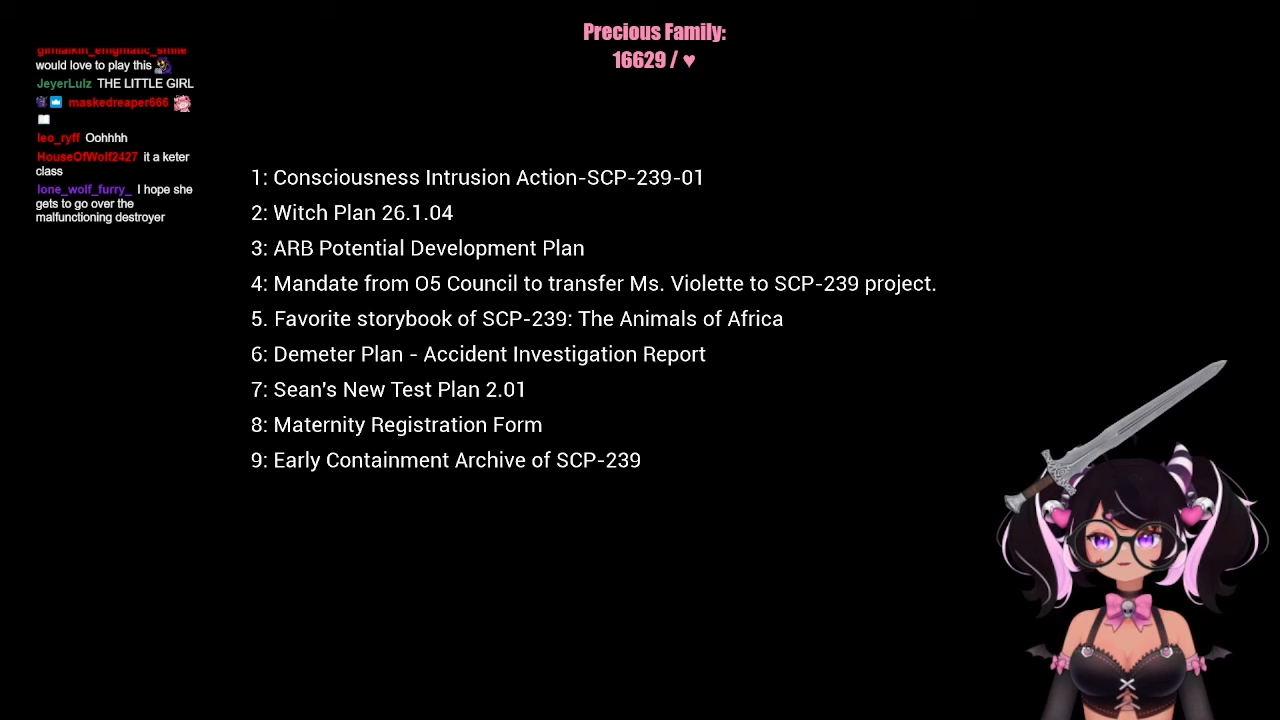 Precious Family:
16629 / ♥
would love to play this
JeyerLulz THE LITTLE GIRL
maskedreaper666
leo_ryff Oohhhh
HouseOfWolf2427 it a keter
class
lone_wolf_furry_ I hope she
gets to go over the
malfunctioning destroyer
1: Consciousness Intrusion Action-SCP-239-01
2: Witch Plan 26.1.04
3: ARB Potential Development Plan
4: Mandate from O5 Council to transfer Ms. Violette to SCP-239 project.
5. Favorite storybook of SCP-239: The Animals of Africa
6: Demeter Plan - Accident Investigation Report
7: Sean's New Test Plan 2.01
8: Maternity Registration Form
9: Early Containment Archive of SCP-239